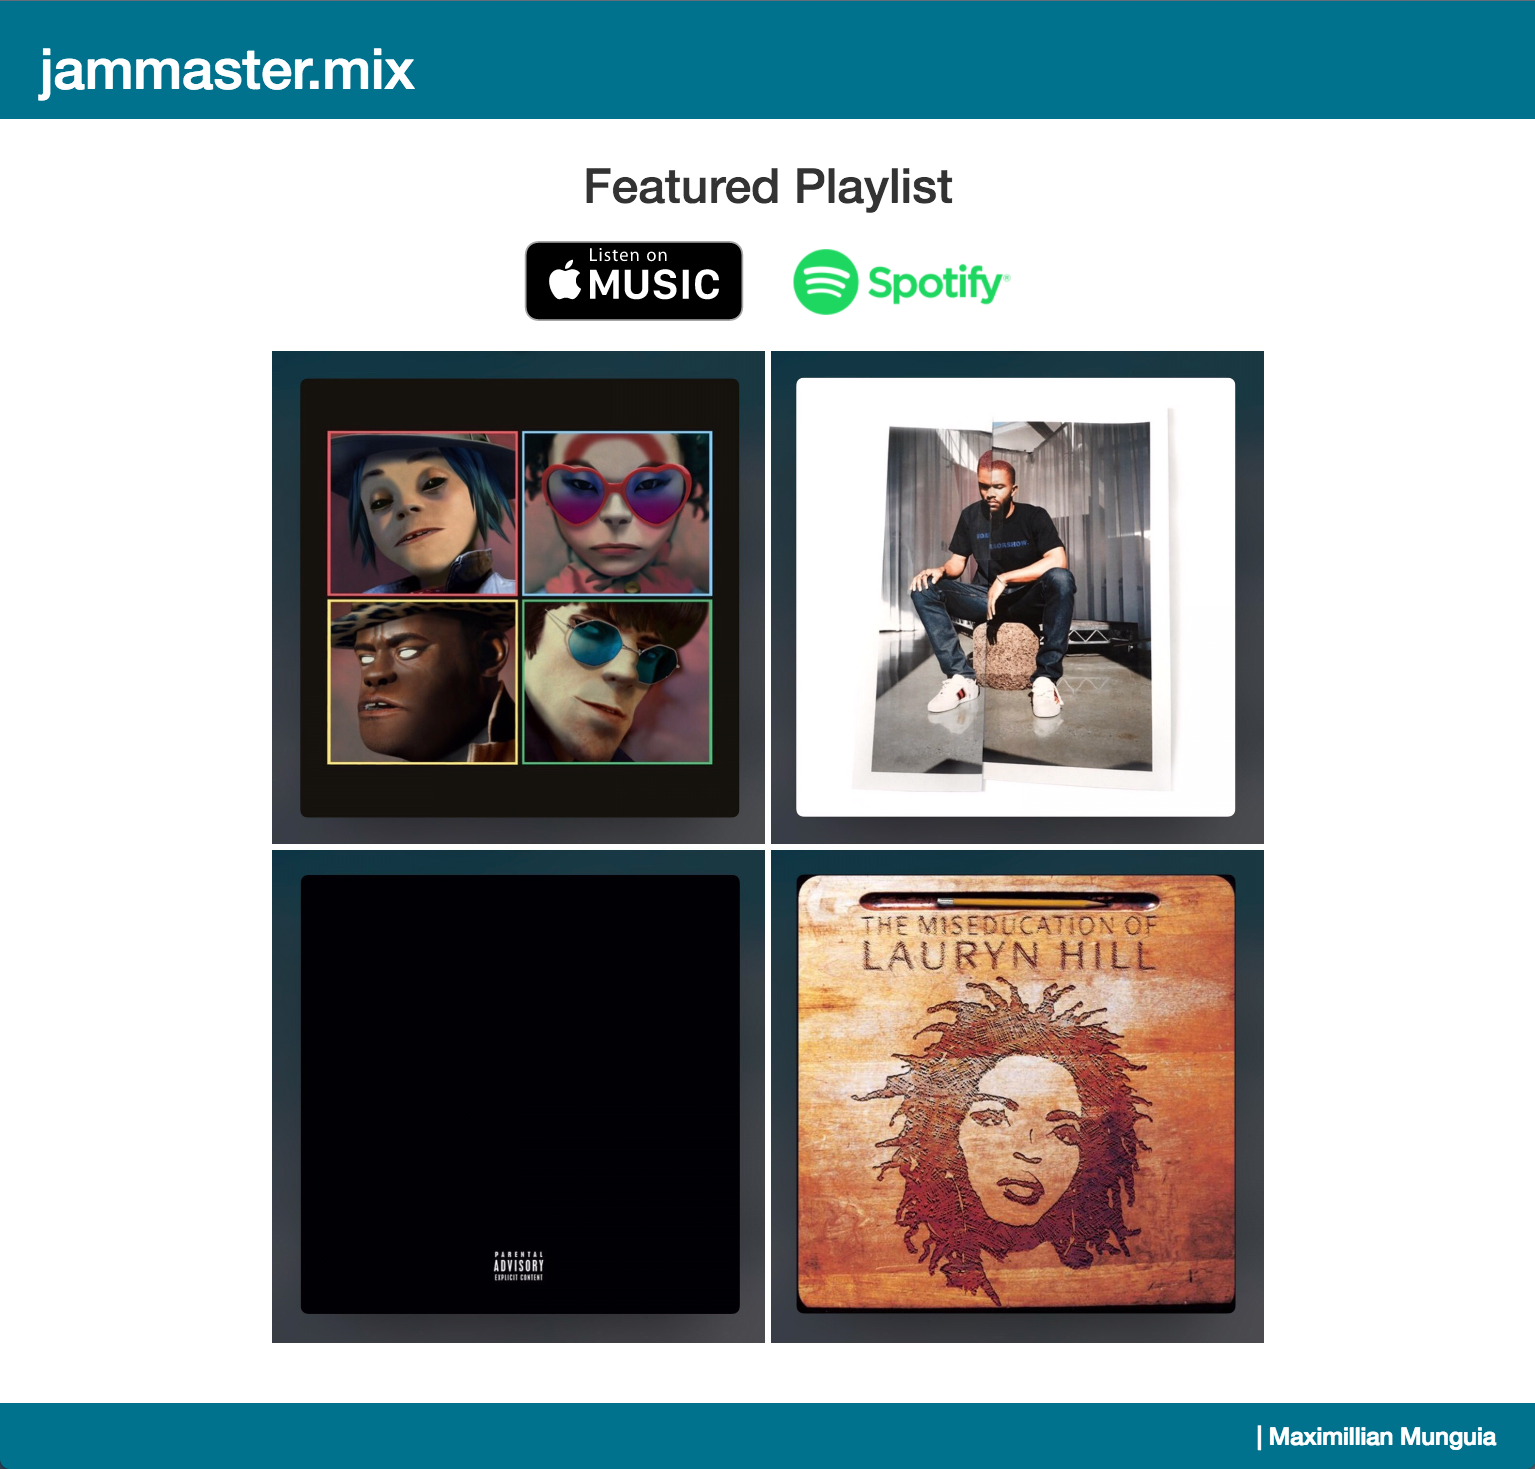 jammaster.mix
Featured Playlist
Listen on
MUSIC
Spotify
THE MISEDUCATION OF
LAURYN HILL
PARENTAL
ADVISORY
EXPLICIT CONTENT
| Maximillian Munguia